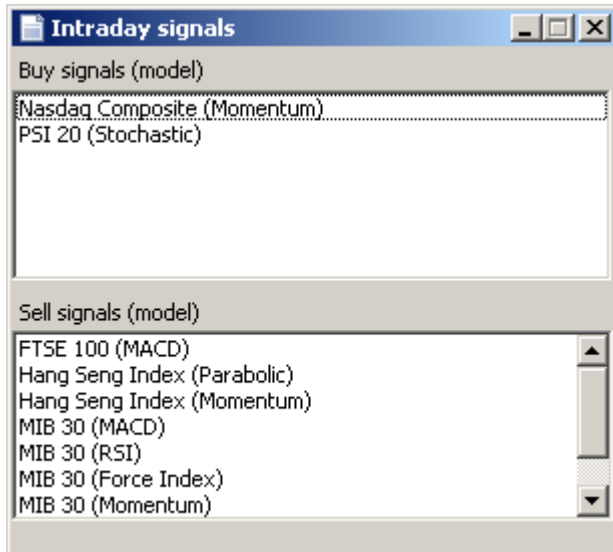 Intraday signals
Buy signals (model)
Nasdaq Composite (Momentum)
PSI 20 (Stochastic)
Sell signals (model)
FTSE 100 (MACD)
Hang Seng Index (Parabolic)
Hang Seng Index (Momentum)
MIB 30 (MACD)
MIB 30 (RSI)
MIB 30 (Force Index)
MIB 30 (Momentum)